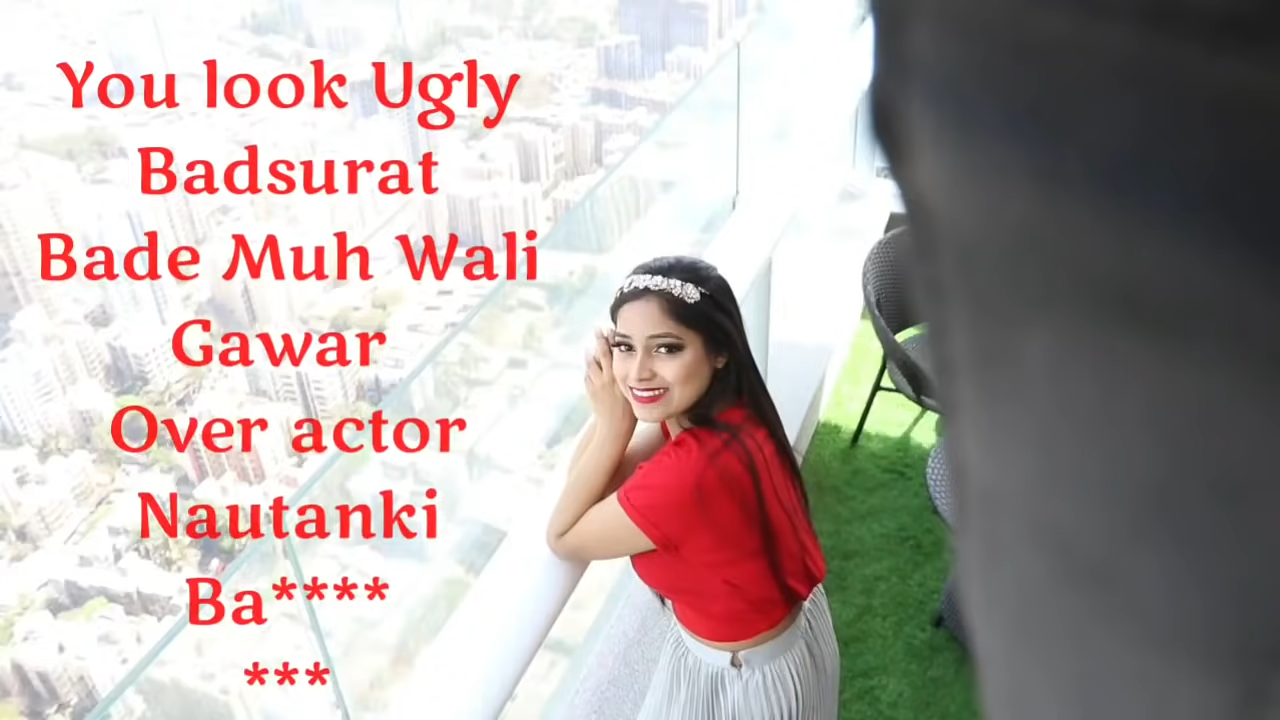 You look Ugly
Badsurat
Bade Muh Wali
Gawar
Over actor
Nautanki
Ba****
***